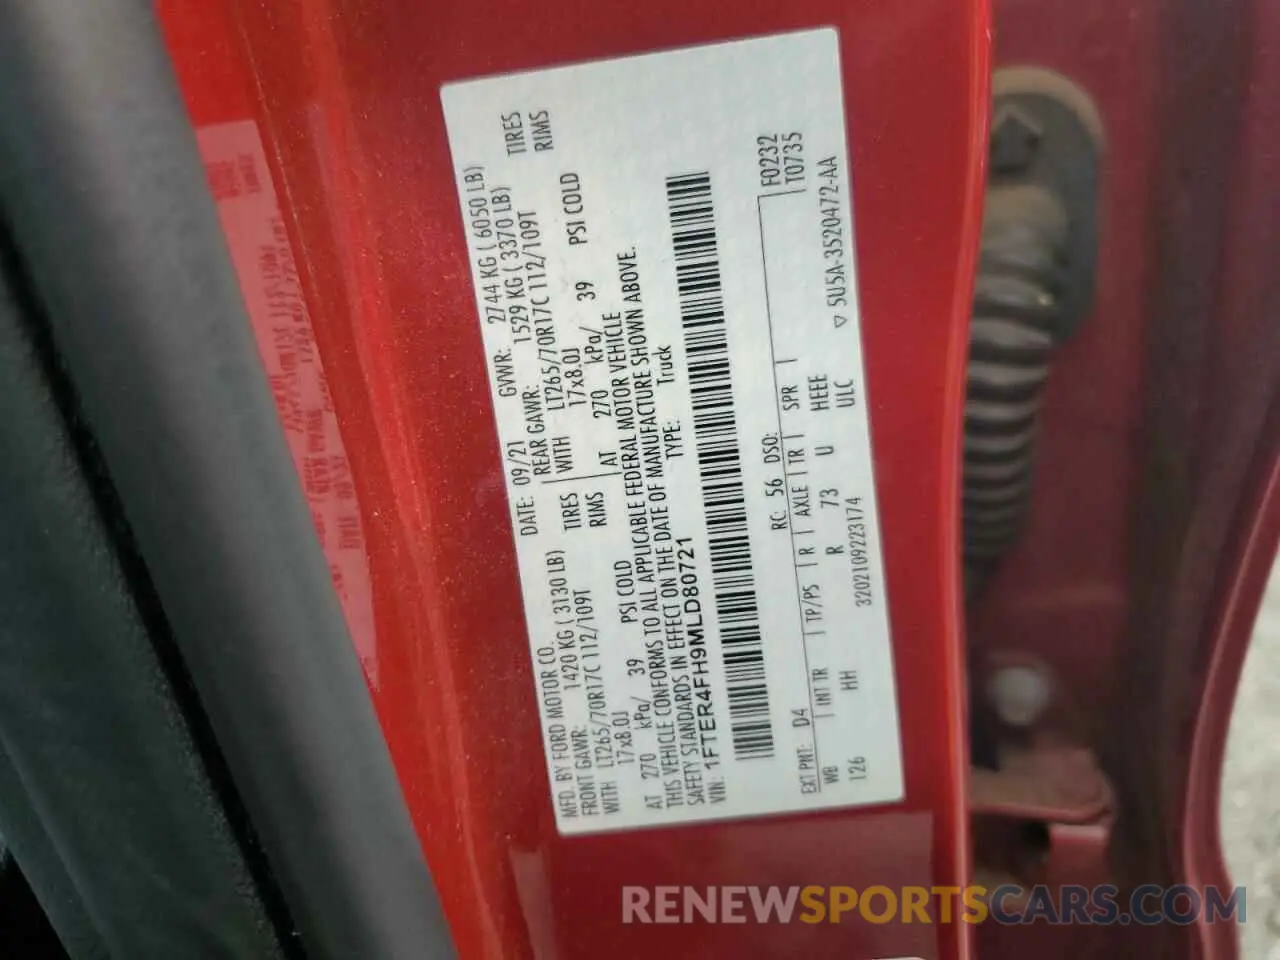 MFD. BY FORD MOTOR CO.
DATE: 09/21 GVWR: 2744 KG ( 6050 LB)
FRONT GAWR: 1420 KG ( 3130 LB)
REAR GAWR: 1529 KG ( 3370 LB)
WITH LT265/70R17C 112/109T TIRES
WITH LT265/70R17C 112/109T TIRES
17x8.0J RIMS
17x8.0J RIMS
AT 270 kPa/ 39 PSI COLD
AT 270 kPa/ 39 PSI COLD
THIS VEHICLE CONFORMS TO ALL APPLICABLE FEDERAL MOTOR VEHICLE
SAFETY STANDARDS IN EFFECT ON THE DATE OF MANUFACTURE SHOWN ABOVE.
VIN: 1FTER4FH9MLD80721
TYPE: Truck
F0232
T0735
EXT PNT: D4 RC: 56 DSO:
WB INT TR TP/PS R AXLE TR SPR
126 HH R 73 U HEEE
ULC
3202109223174
▽ 5U5A-3520472-AA
RENEWSPORTSCARS.COM